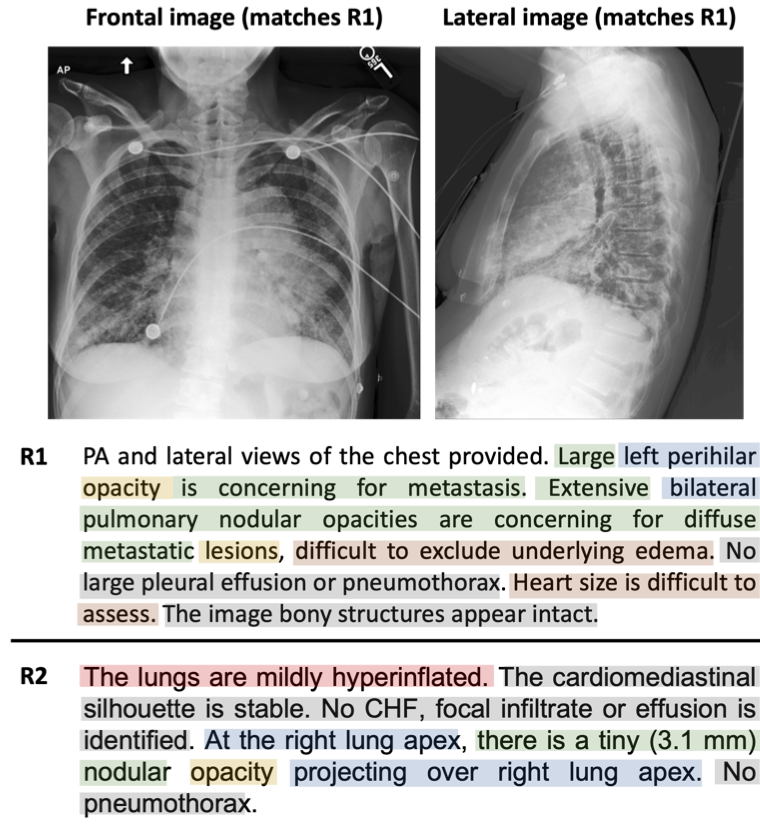 Frontal image (matches R1)
Lateral image (matches R1)
AP
R1 PA and lateral views of the chest provided. Large left perihilar
opacity is concerning for metastasis. Extensive bilateral
pulmonary nodular opacities are concerning for diffuse
metastatic lesions, difficult to exclude underlying edema. No
large pleural effusion or pneumothorax. Heart size is difficult to
assess. The image bony structures appear intact.
R2 The lungs are mildly hyperinflated. The cardiomediastinal
silhouette is stable. No CHF, focal infiltrate or effusion is
identified. At the right lung apex, there is a tiny (3.1 mm)
nodular opacity projecting over right lung apex. No
pneumothorax.